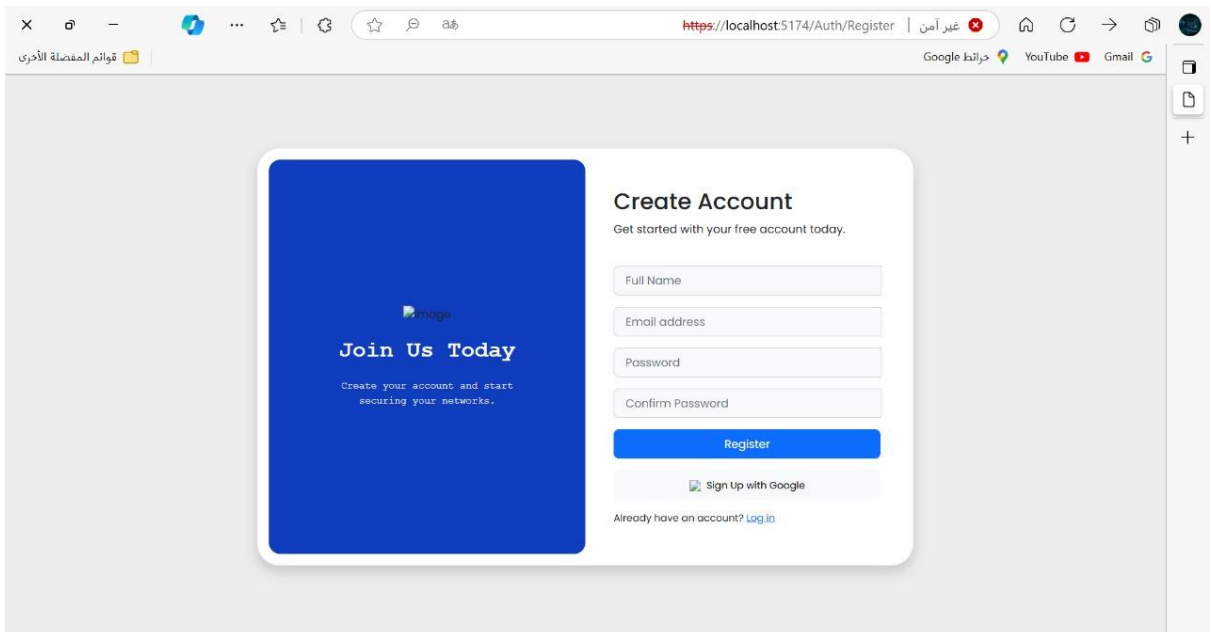 https://localhost:5174/Auth/Register | غير آمن
aあ
Gmail
YouTube
خرائط Google
قوائم المفضلة الأخرى
image
Join Us Today
Create your account and start
securing your networks.
Create Account
Get started with your free account today.
Full Name
Email address
Password
Confirm Password
Register
Sign Up with Google
Already have an account? Log in